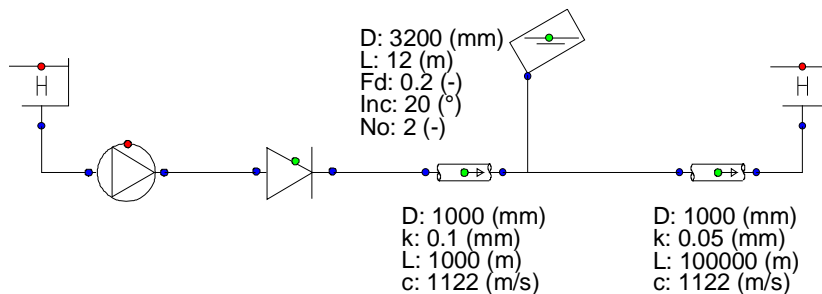 D: 3200 (mm)
L: 12 (m)
Fd: 0.2 (-)
Inc: 20 (°)
No: 2 (-)
H
H
D: 1000 (mm)
k: 0.1 (mm)
L: 1000 (m)
c: 1122 (m/s)
D: 1000 (mm)
k: 0.05 (mm)
L: 100000 (m)
c: 1122 (m/s)